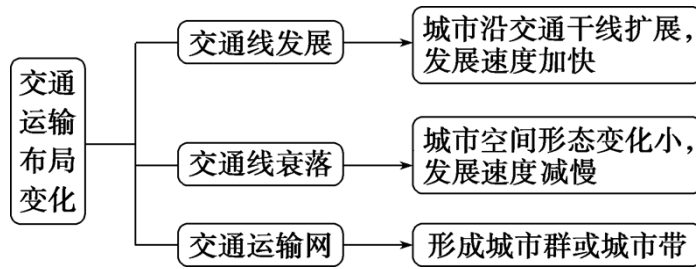 交通
运输
布局
变化
交通线发展
城市沿交通干线扩展，
发展速度加快
交通线衰落
城市空间形态变化小，
发展速度减慢
交通运输网
形成城市群或城市带